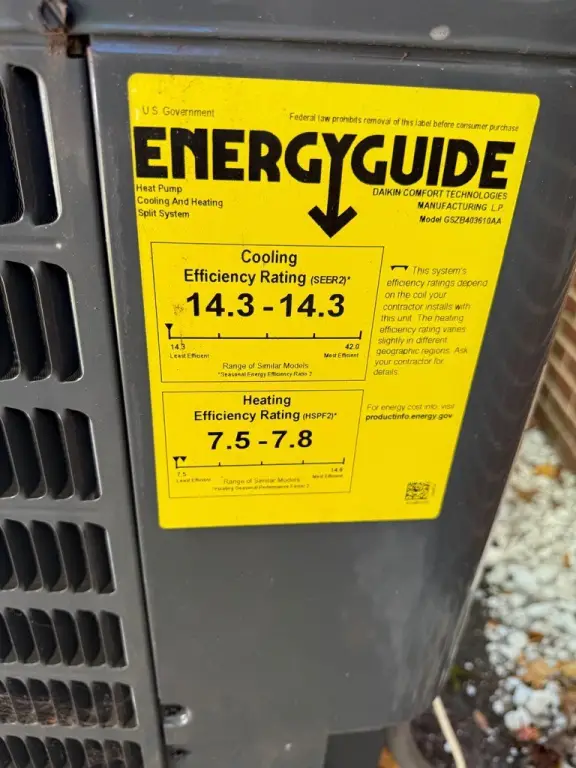 U.S. Government
Federal law prohibits removal of this label before consumer purchase
ENERGYGUIDE
Heat Pump
Cooling And Heating
Split System
DAIKIN COMFORT TECHNOLOGIES
MANUFACTURING L.P.
Model GSZB403610AA
Cooling
Efficiency Rating (SEER2)*
14.3 - 14.3
14.3
42.0
Least Efficient
Most Efficient
Range of Similar Models
*Seasonal Energy Efficiency Ratio 2
This system's
efficiency ratings depend
on the coil your
contractor installs with
this unit. The heating
efficiency rating varies
slightly in different
geographic regions. Ask
your contractor for
details.
Heating
Efficiency Rating (HSPF2)*
7.5 - 7.8
7.5
Least Efficient
Most Efficient
Range of Similar Models
*Heating Seasonal Performance Factor 2
For energy cost info, visit
productinfo.energy.gov